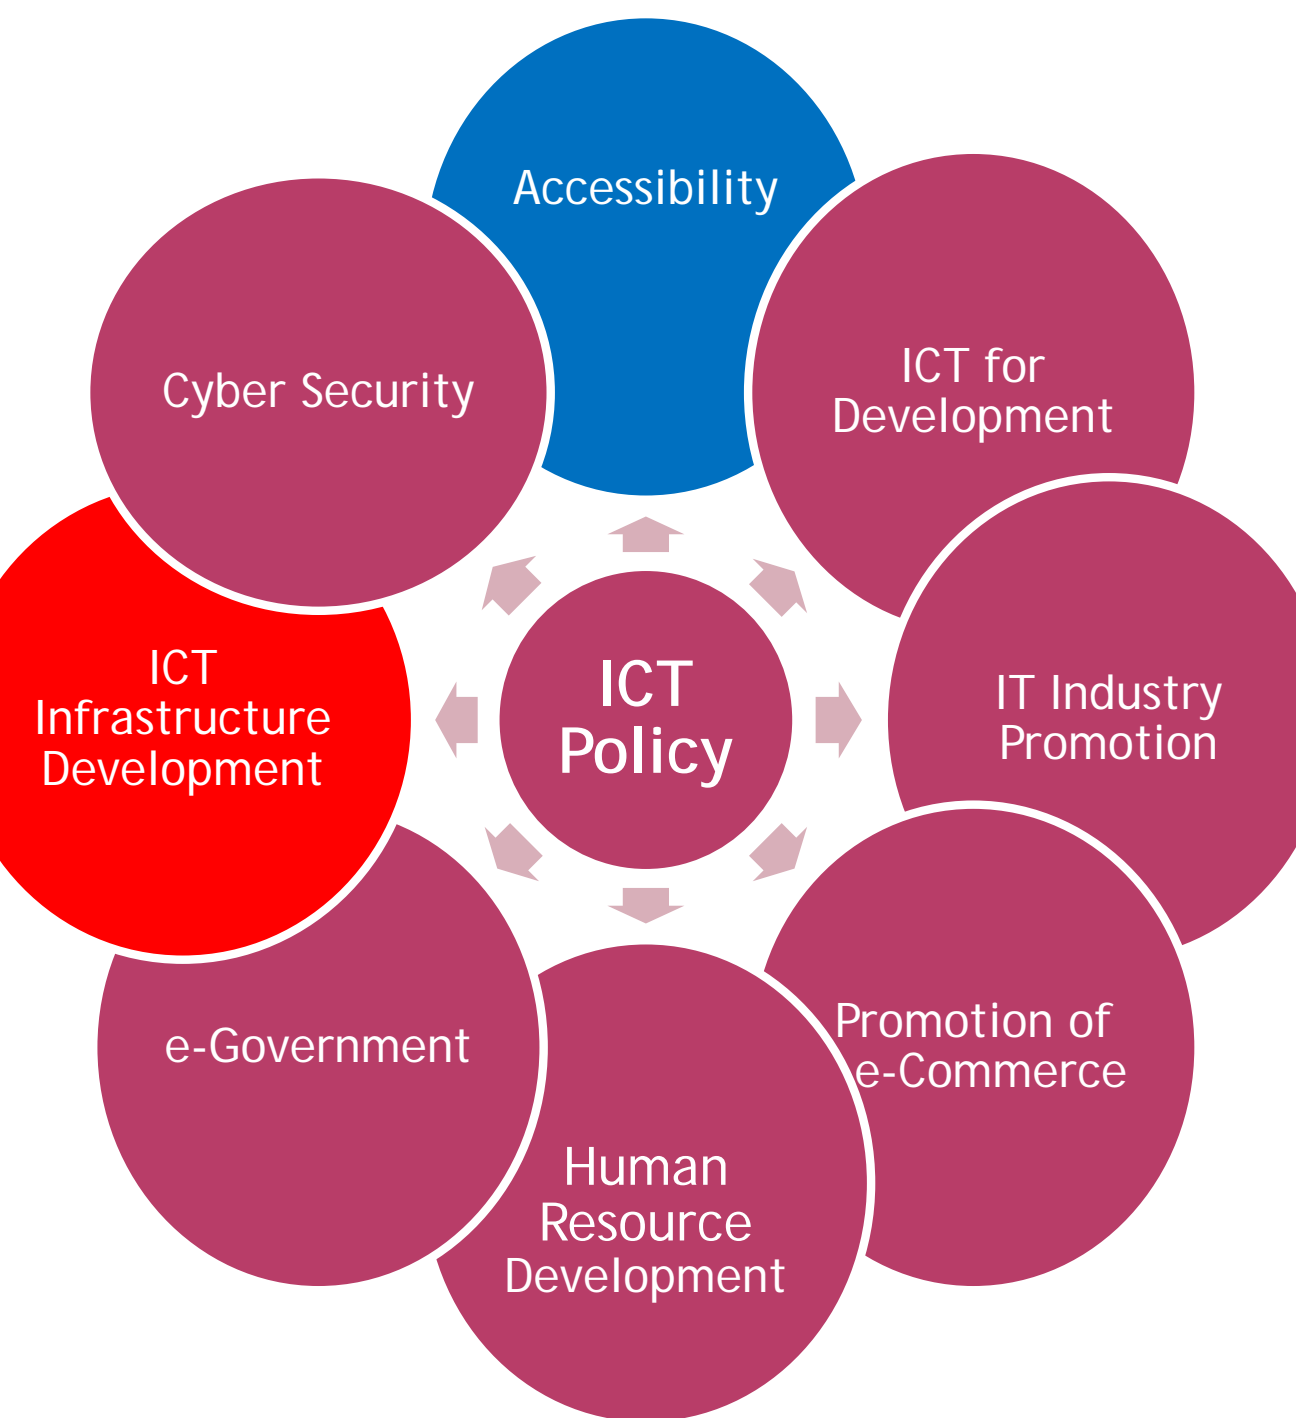 Accessibility
ICT for
Development
Cyber Security
ICT
Infrastructure
Development
ICT
Policy
IT Industry
Promotion
e-Government
Promotion of
e-Commerce
Human
Resource
Development